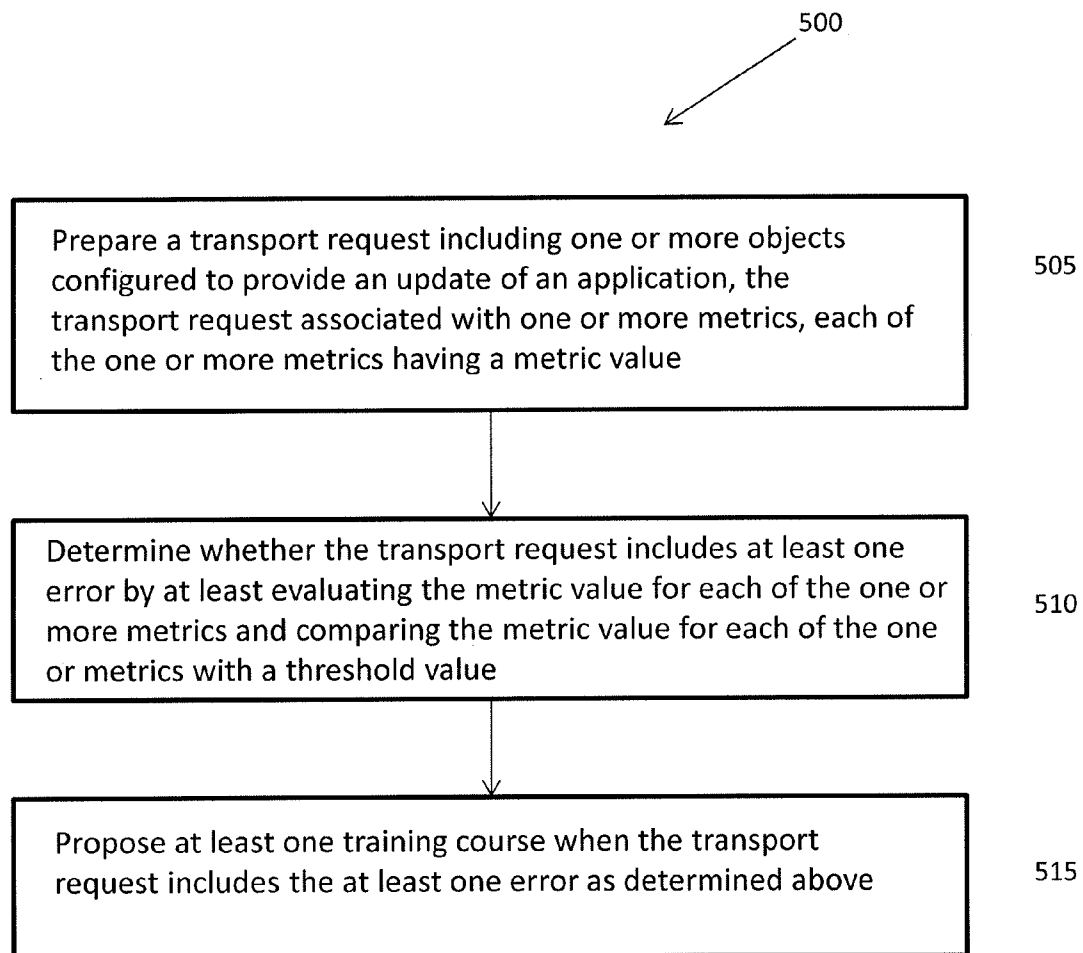 500
Prepare a transport request including one or more objects
configured to provide an update of an application, the
transport request associated with one or more metrics, each of
the one or more metrics having a metric value
505
Determine whether the transport request includes at least one
error by at least evaluating the metric value for each of the one or
more metrics and comparing the metric value for each of the one
or metrics with a threshold value
510
Propose at least one training course when the transport
request includes the at least one error as determined above
515